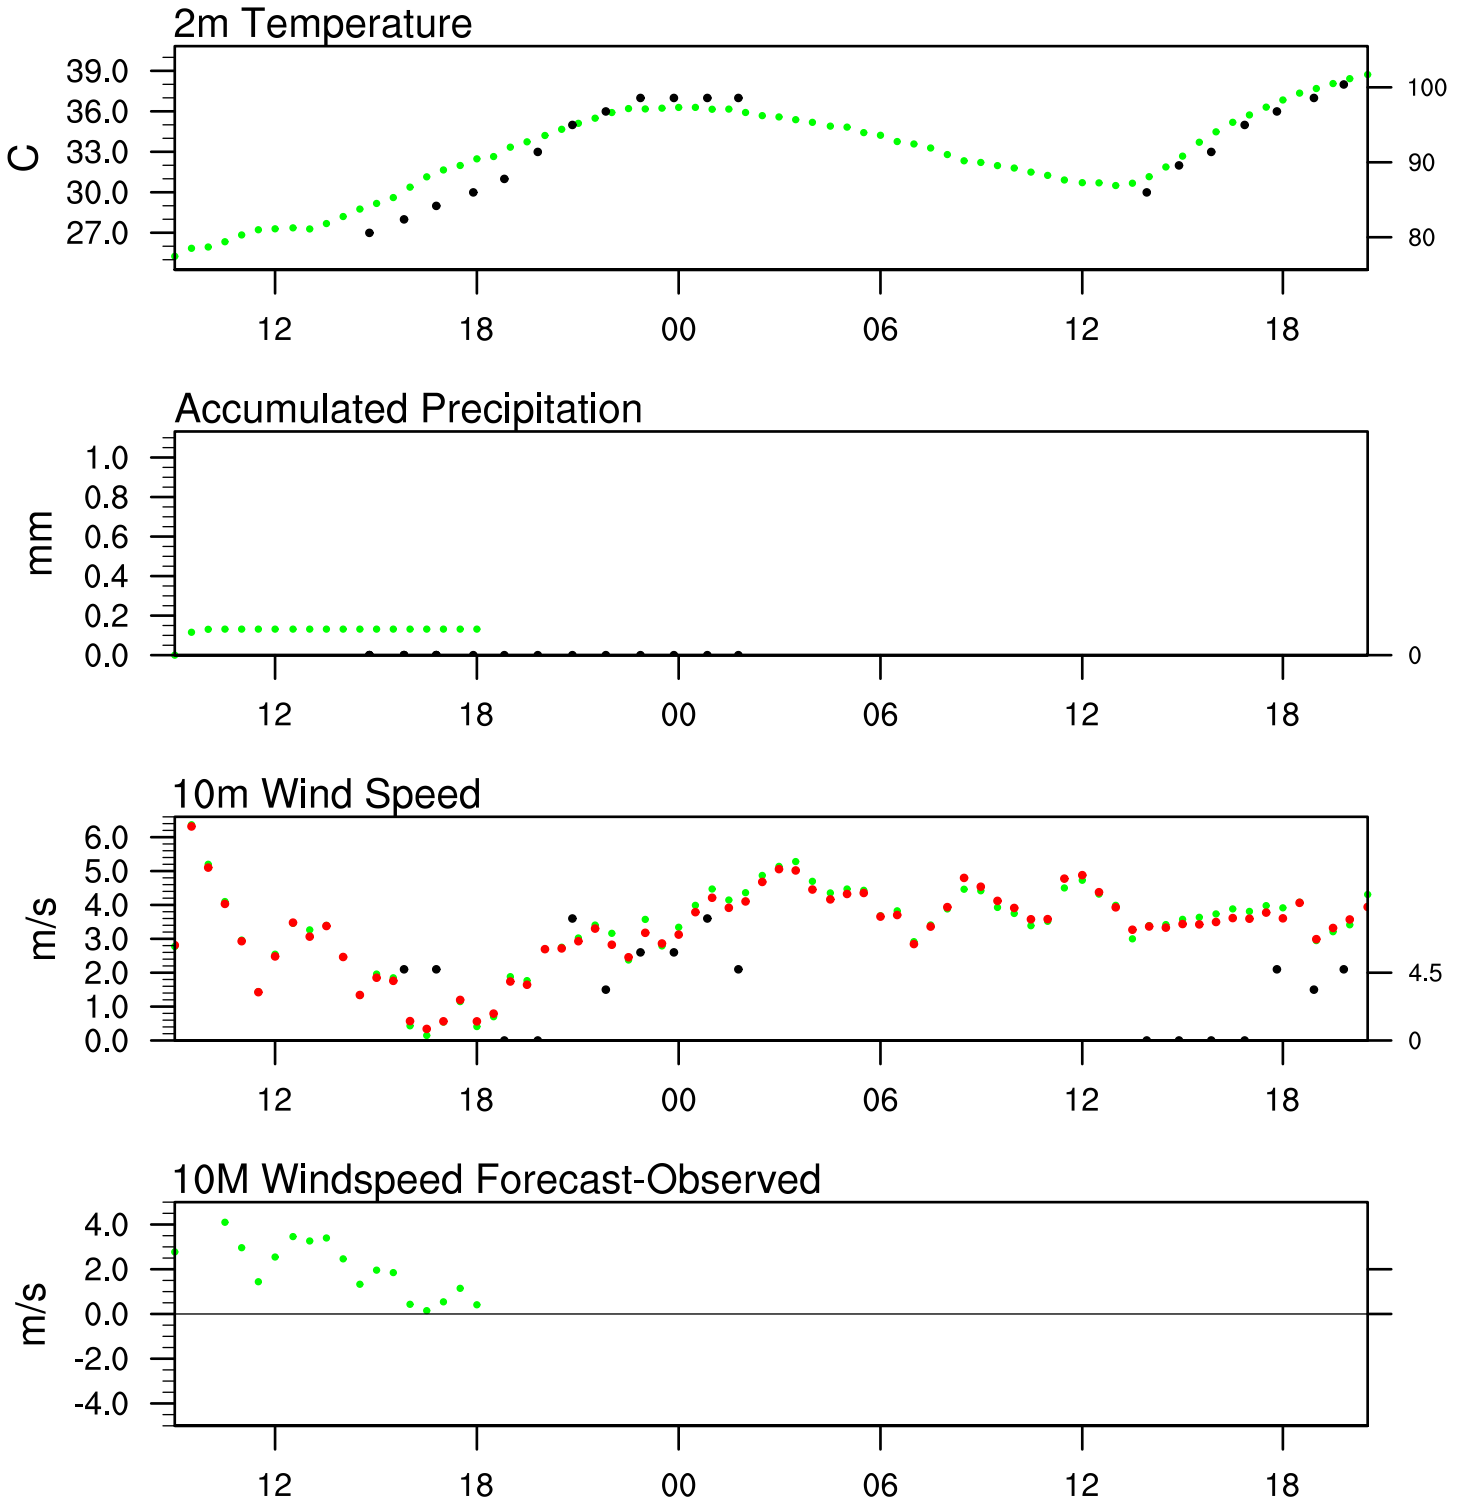 2m Temperature
C
39.0
36.0
33.0
30.0
27.0
100
90
80
12 18 00 06 12 18
Accumulated Precipitation
mm
1.0
0.8
0.6
0.4
0.2
0.0
0
12 18 00 06 12 18
10m Wind Speed
m/s
6.0
5.0
4.0
3.0
2.0
1.0
0.0
4.5
0
12 18 00 06 12 18
10M Windspeed Forecast-Observed
m/s
4.0
2.0
0.0
-2.0
-4.0
12 18 00 06 12 18